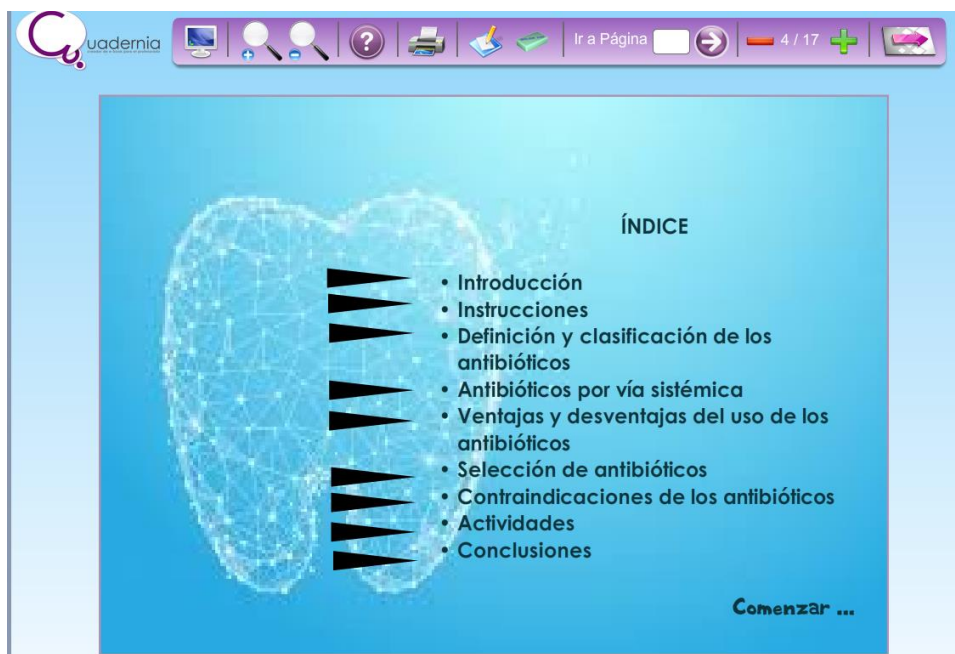 uadernia
Ir a Página
4 / 17
ÍNDICE
• Introducción
• Instrucciones
• Definición y clasificación de los
antibióticos
• Antibióticos por vía sistémica
• Ventajas y desventajas del uso de los
antibióticos
• Selección de antibióticos
• Contraindicaciones de los antibióticos
• Actividades
• Conclusiones
Comenzar ...